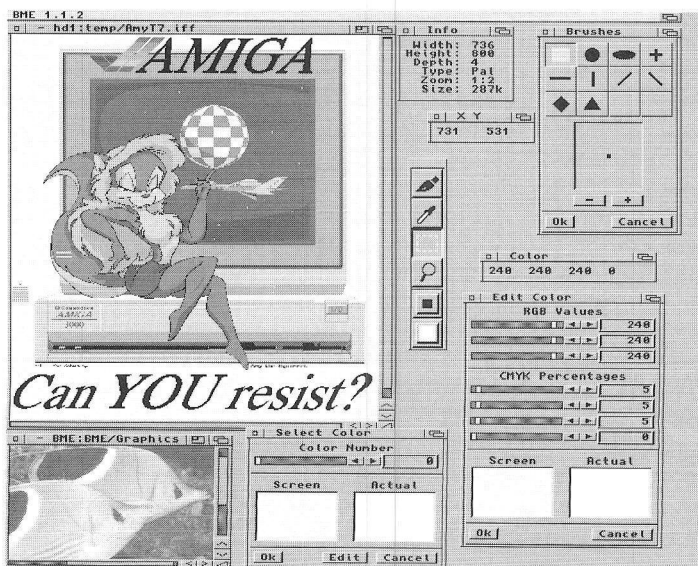 BME 1.1.2
hd1:temp/AmyT7.iff
AMIGA
AMIGA
3000
Can YOU resist?
Info
Width: 736
Height: 800
Depth: 4
Type: Pal
Zoom: 1:2
Size: 287k
X Y
731 531
Brushes
Ok Cancel
Color
240 240 240 0
Edit Color
RGB Values
240
240
240
CMYK Percentages
5
5
5
0
Screen Actual
Ok Cancel
BME:BME/Graphics
Select Color
Color Number
0
Screen Actual
Ok Edit Cancel